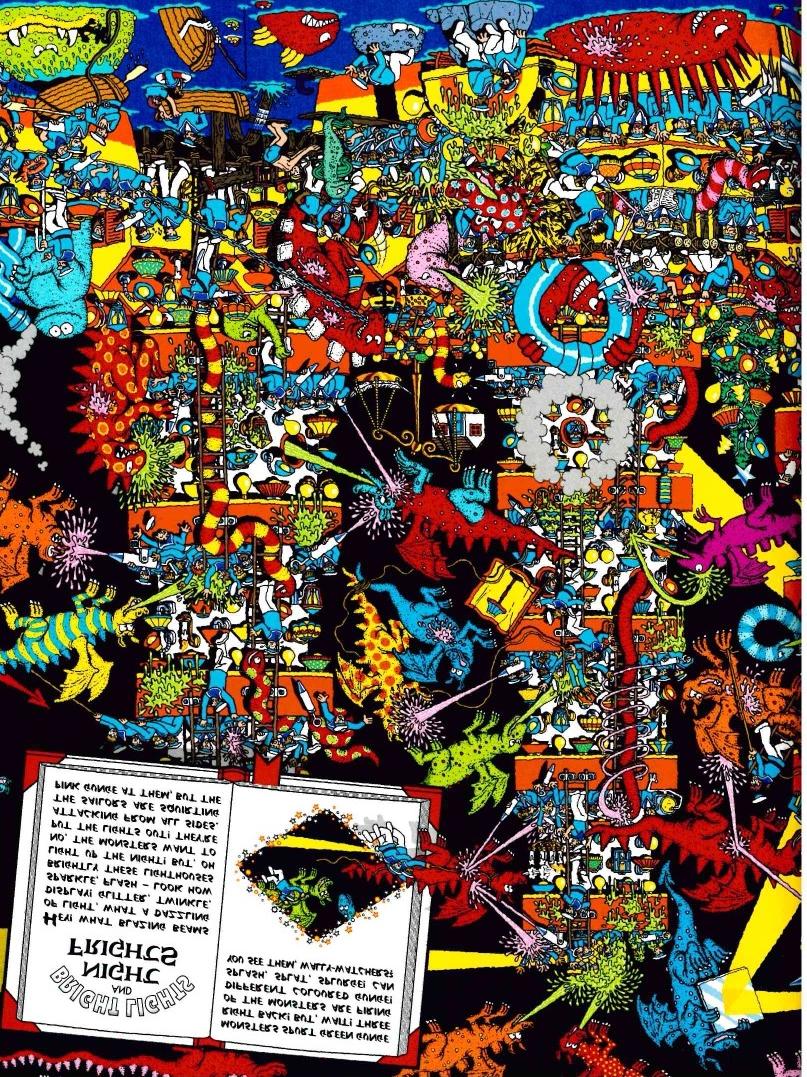 BRIGHT LIGHTS
AND
NIGHT
FRIGHTS
HEY! WHAT BLAZING BEAMS
OF LIGHT, WHAT A DAZZLING
DISPLAY! GLITTER, TWINKLE,
SPARKLE, FLASH – LOOK HOW
BRIGHTLY THESE LIGHTHOUSES
LIGHT UP THE NIGHT! BUT, OH
NO, THE MONSTERS WANT TO
PUT THE LIGHTS OUT! THEY'RE
ATTACKING FROM ALL SIDES.
THE SAILORS ARE SQUIRTING
PINK GUNGE AT THEM, BUT THE
MONSTERS SPURT GREEN GUNGE
RIGHT BACK! BUT, WAIT! THREE
OF THE MONSTERS ARE FIRING
DIFFERENT COLOURED GUNGE!
SPLASH, SPLAT, SPLURGE! CAN
YOU SEE THEM, WALLY-WATCHERS?